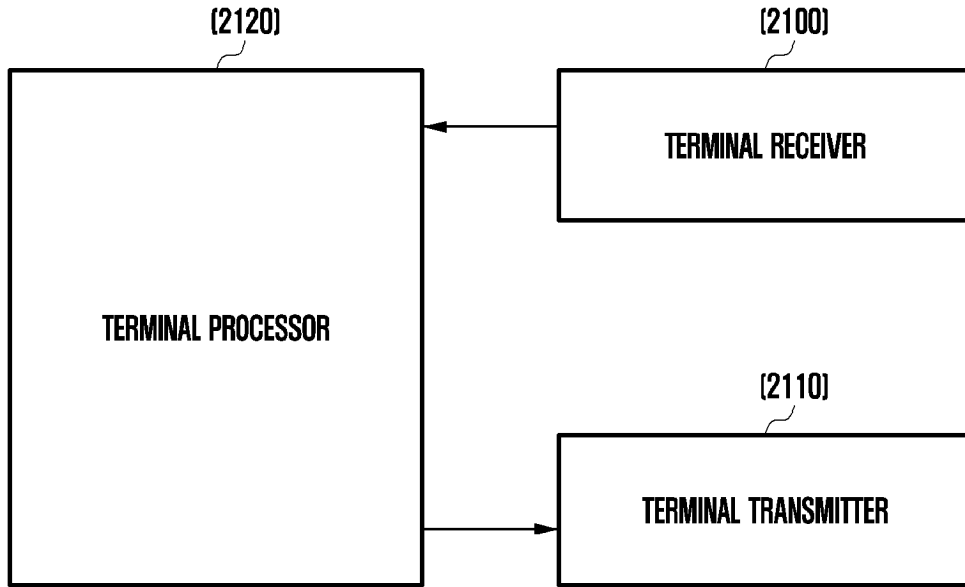 (2120)
(2100)
TERMINAL RECEIVER
TERMINAL PROCESSOR
(2110)
TERMINAL TRANSMITTER